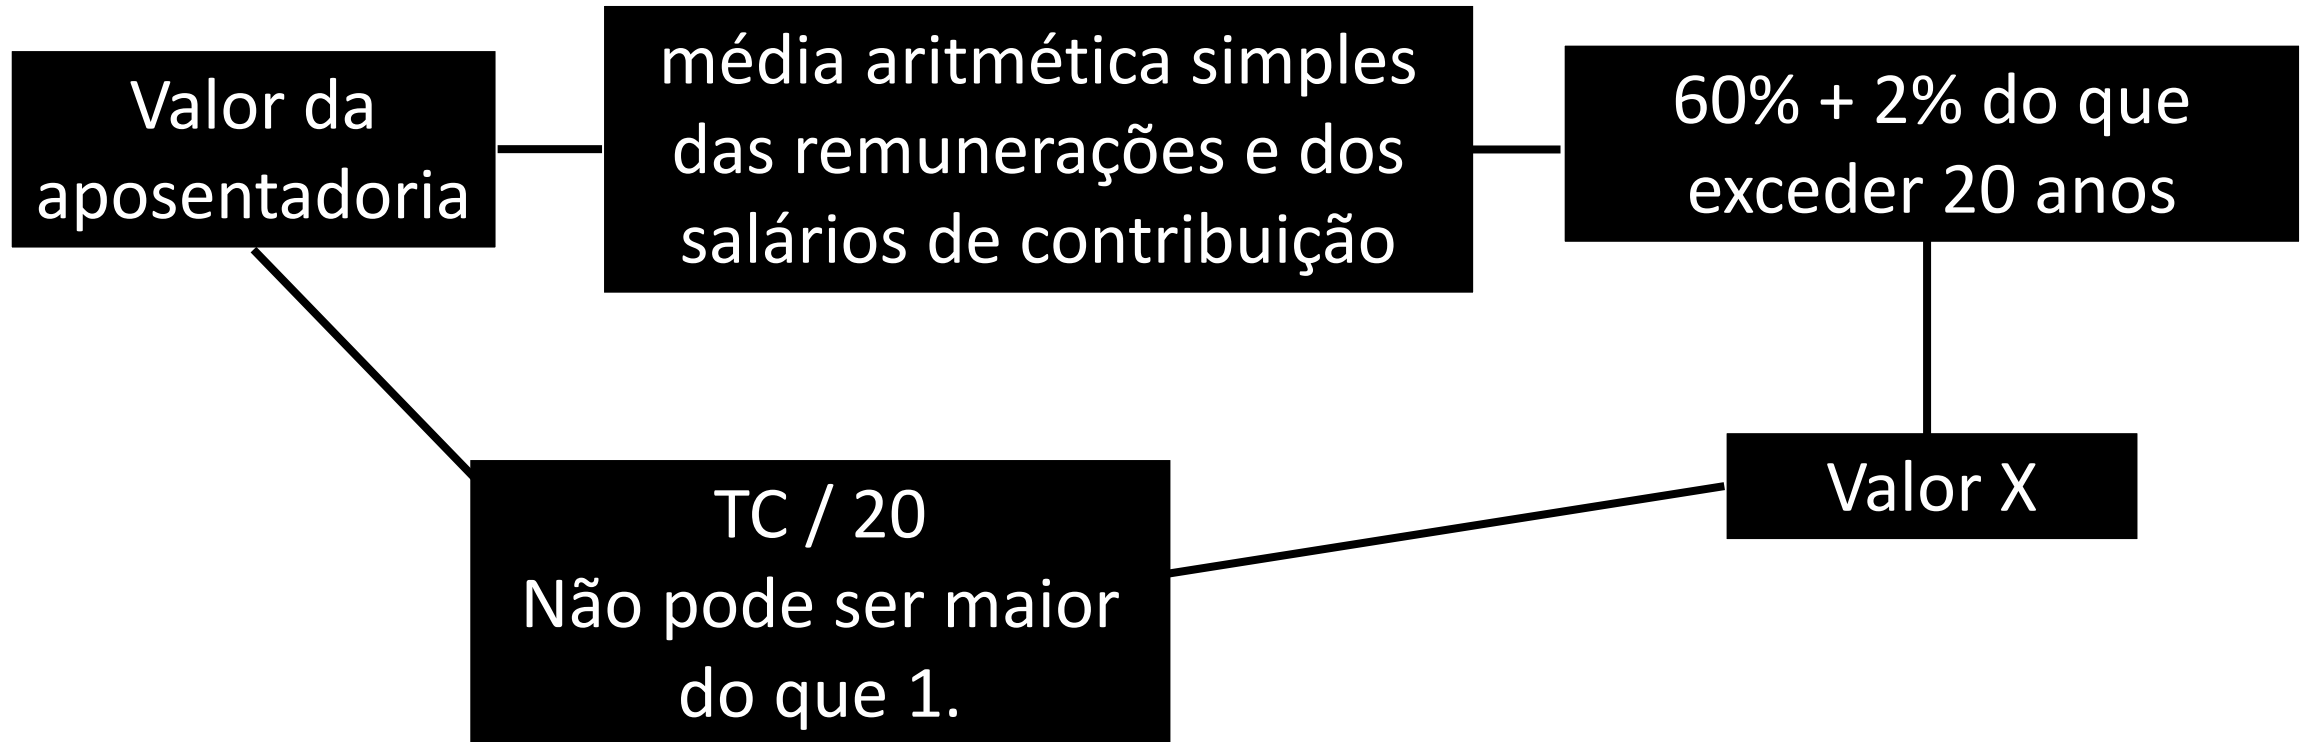 Valor da
aposentadoria
média aritmética simples
das remunerações e dos
salários de contribuição
60% + 2% do que
exceder 20 anos
Valor X
TC / 20
Não pode ser maior
do que 1.